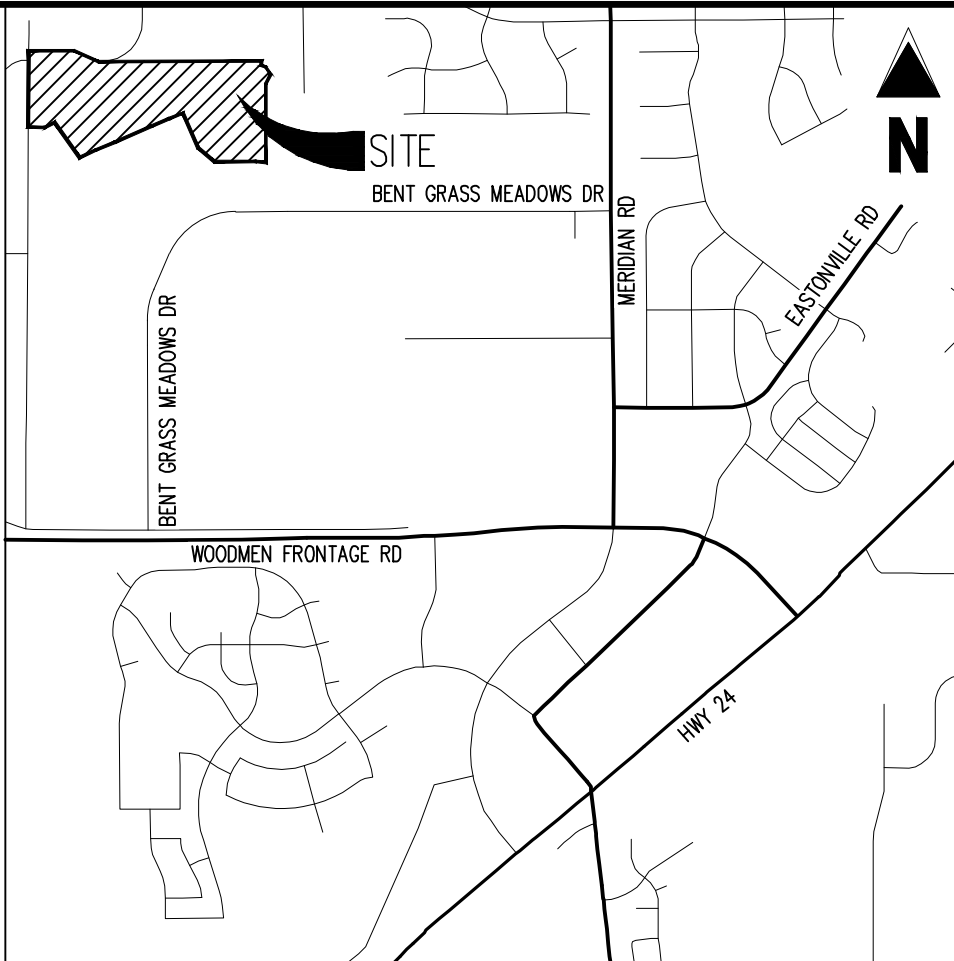 N
SITE
BENT GRASS MEADOWS DR
MERIDIAN RD
EASTONVILLE RD
BENT GRASS MEADOWS DR
WOODMEN FRONTAGE RD
HWY 24